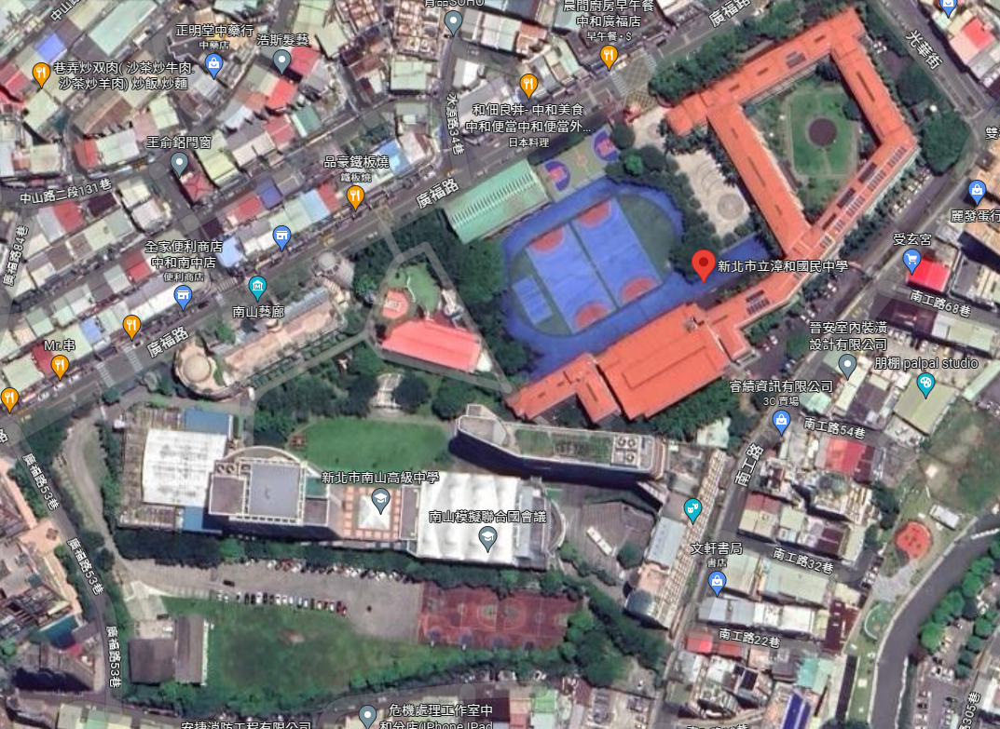 中山路
肯品SOHO
晨間廚房早午餐
中和廣福店
早午餐・$
廣福路
光華街
正明堂中藥行
中藥店
浩斯髮藝
巷弄炒双肉( 沙茶炒牛肉
沙茶炒羊肉) 炒飯.炒麵
和佃良丼- 中和美食
中和便當中和便當外...
日本料理
水源路34巷
王俞鋁門窗
品豪鐵板燒
鐵板燒
廣福路
中山路二段131巷
廣福路84巷
全家便利商店
中和南中店
便利商店
南山藝廊
廣福路
Mr.串
新北市立漳和國民中學
受玄宮
麗發蛋行
南工路68巷
晉安室內裝潢
設計有限公司
朋棚 palpal studio
睿績資訊有限公司
3C 賣場
南工路54巷
南工路
新北市南山高級中學
南山模擬聯合國會議
文軒書局
書店
南工路32巷
南工路22巷
廣福路53巷
廣福路53巷
廣福路53巷
危機處理工作室中
和分店(iPhone.iPad
安捷消防工程有限公司
305巷